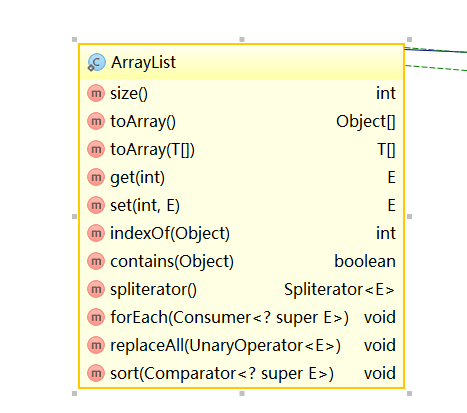 C ArrayList
m size() int
m toArray() Object[]
m toArray(T[]) T[]
m get(int) E
m set(int, E) E
m indexOf(Object) int
m contains(Object) boolean
m spliterator() Spliterator<E>
m forEach(Consumer<? super E>) void
m replaceAll(UnaryOperator<E>) void
m sort(Comparator<? super E>) void